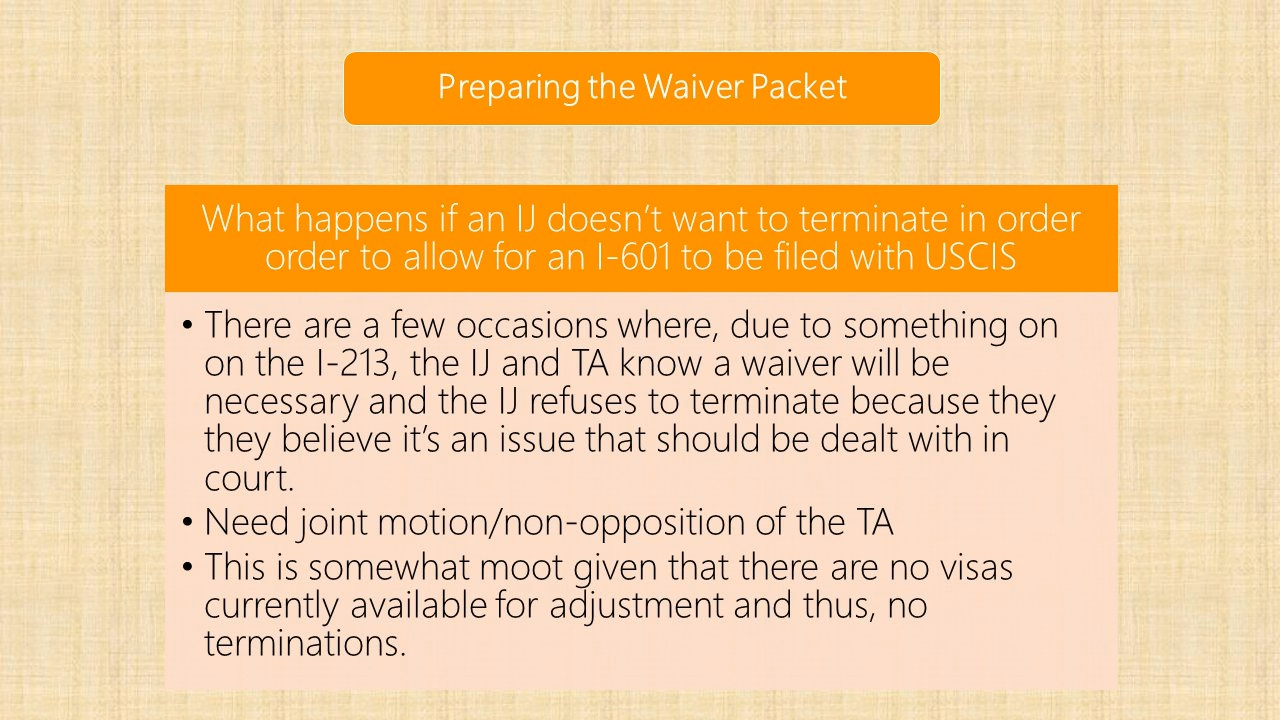 Preparing the Waiver Packet
What happens if an IJ doesn’t want to terminate in order
order to allow for an I-601 to be filed with USCIS
• There are a few occasions where, due to something on
on the I-213, the IJ and TA know a waiver will be
necessary and the IJ refuses to terminate because they
they believe it’s an issue that should be dealt with in
court.
• Need joint motion/non-opposition of the TA
• This is somewhat moot given that there are no visas
currently available for adjustment and thus, no
terminations.